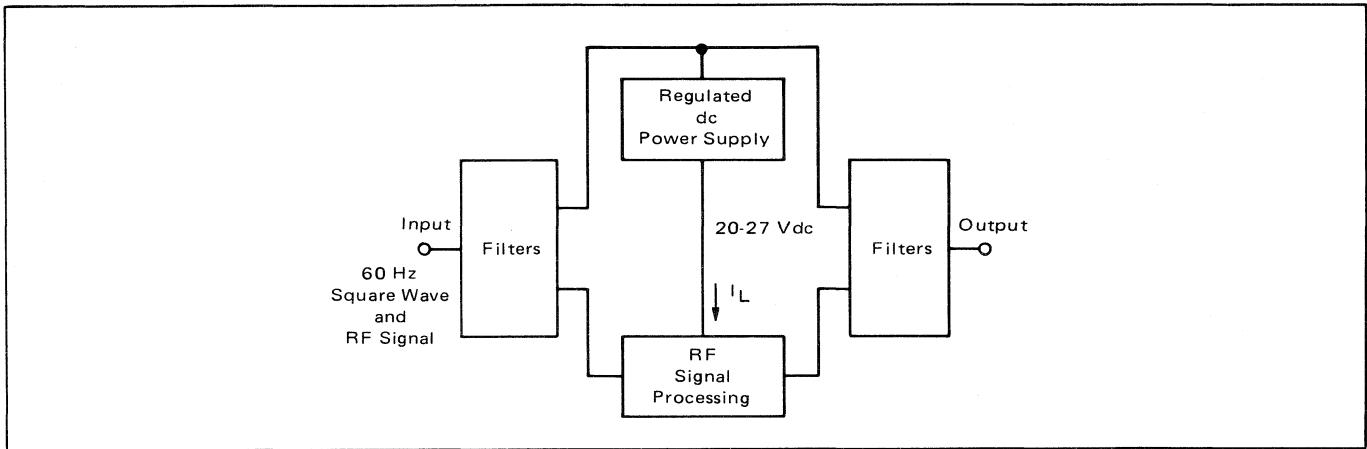 Regulated
dc
Power Supply
Input
Filters
20-27 Vdc
Filters
Output
60 Hz
Square Wave
and
RF Signal
I_L
RF
Signal
Processing